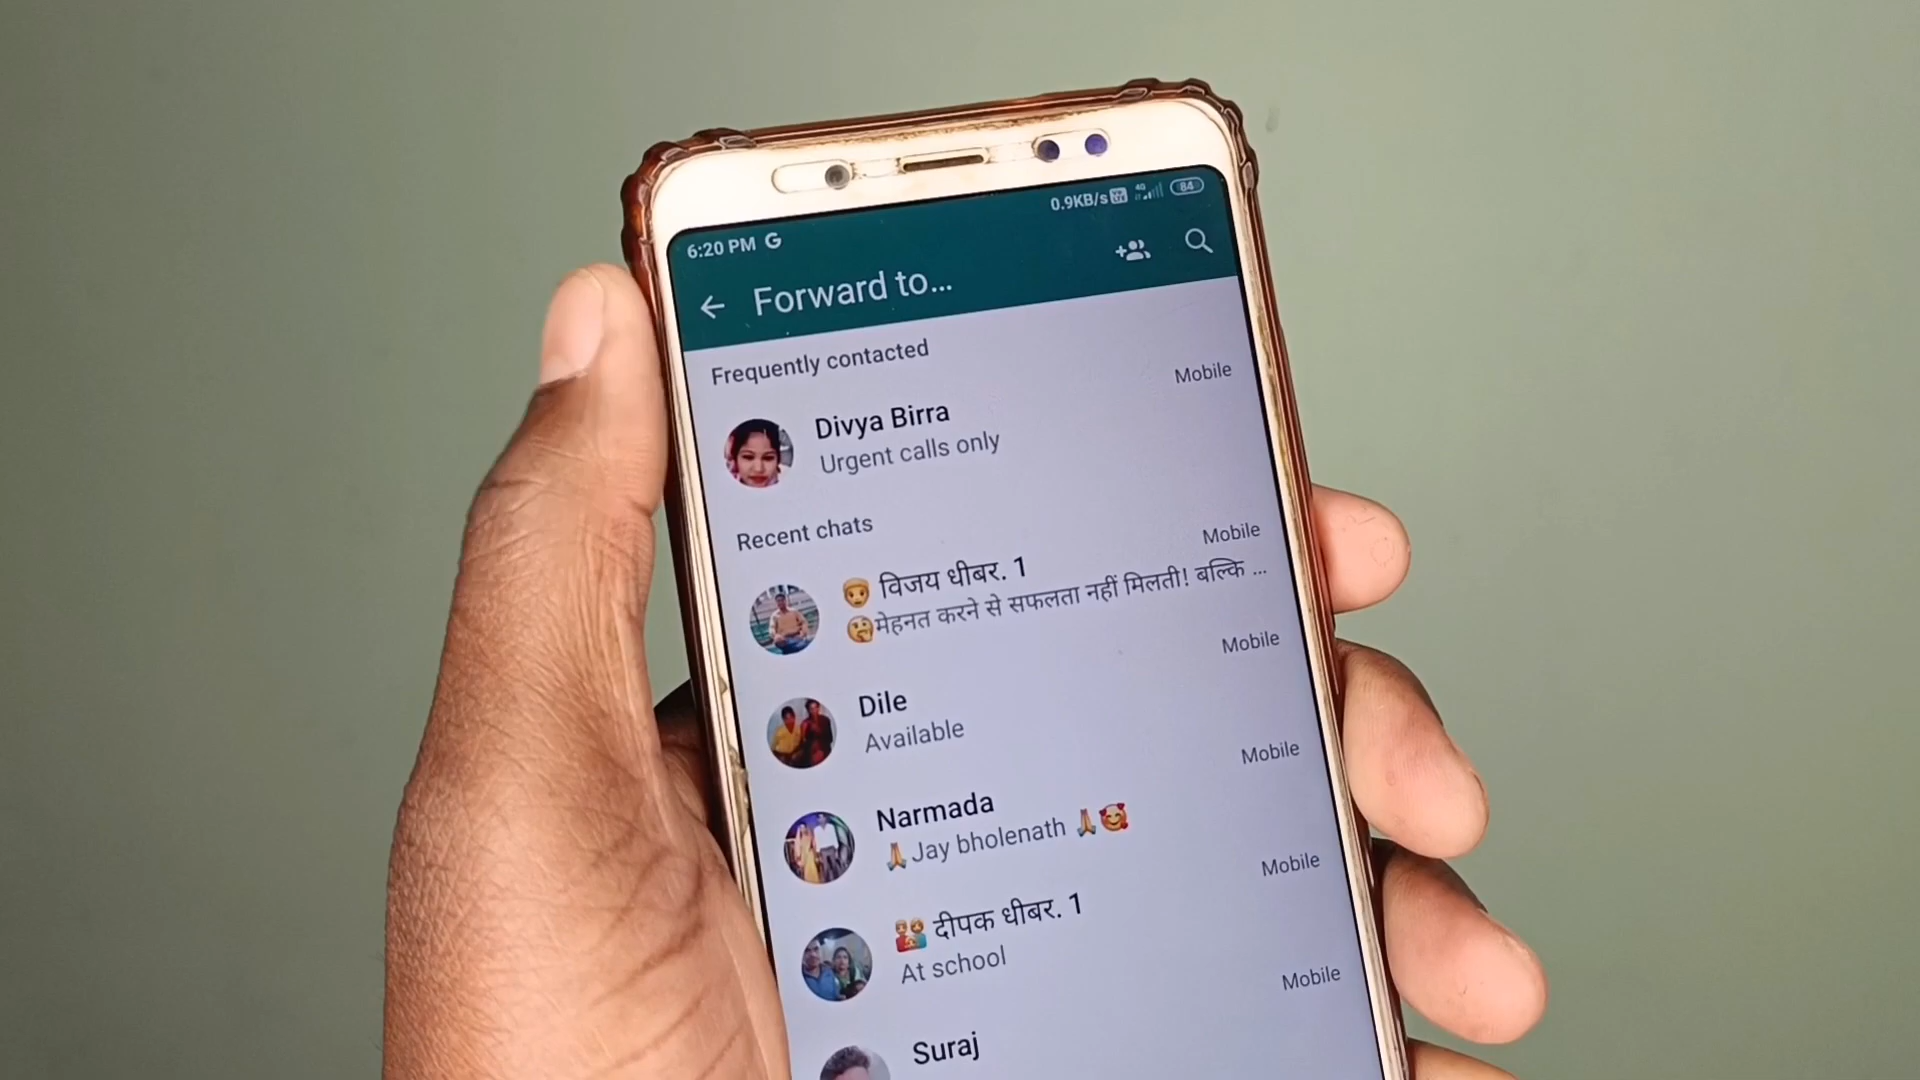 6:20 PM G 0.9KB/s 4G 84
Forward to...
Frequently contacted
Mobile
Divya Birra
Urgent calls only
Recent chats
Mobile
👨 विजय धीबर. 1
🤔मेहनत करने से सफलता नहीं मिलती! बल्कि ...
Mobile
Dile
Available
Mobile
Narmada
🙏Jay bholenath 🙏🥰
Mobile
👩‍❤️‍👨 दीपक धीबर. 1
At school
Mobile
Suraj